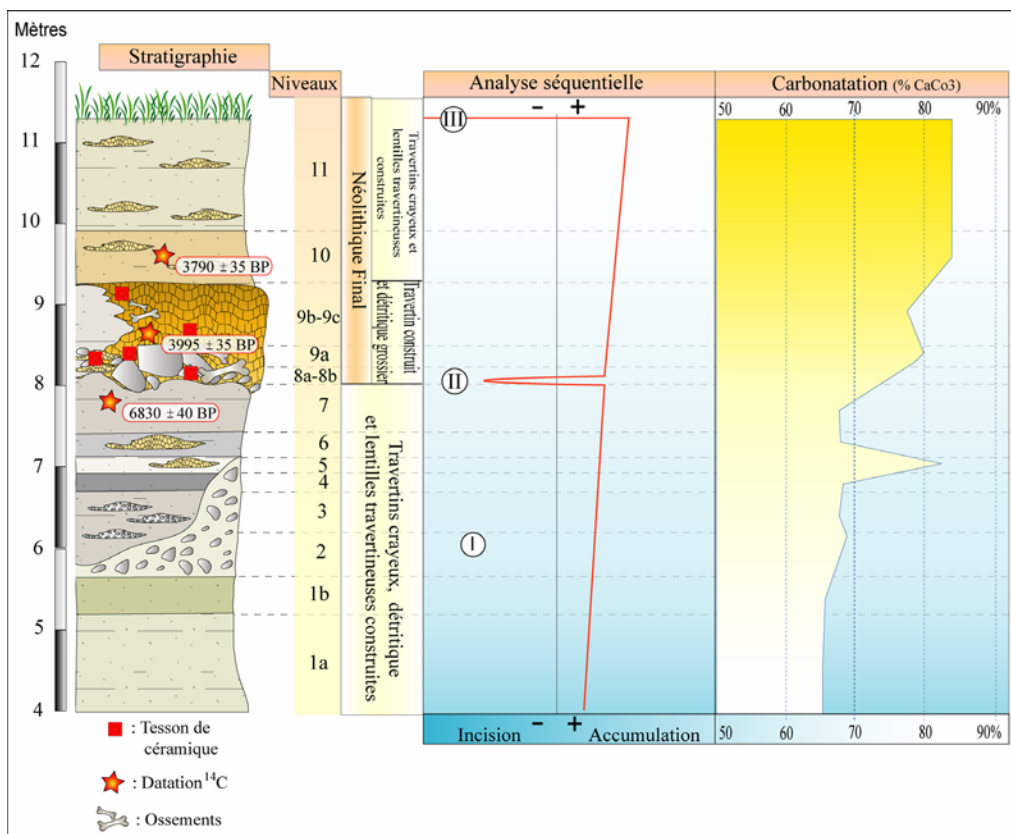 Mètres
12
11
10
9
8
7
6
5
4
Stratigraphie
3790 ± 35 BP
3995 ± 35 BP
6830 ± 40 BP
Niveaux
11
10
9b-9c
9a
8a-8b
7
6
5
4
3
2
1b
1a
Néolithique Final
Travertins crayeux et
lentilles travertineuses
construites
Travertin construit
et détritique grossier
Travertins crayeux, détritique
et lentilles travertineuses construites
Analyse séquentielle
- +
III
II
I
- +
Incision Accumulation
Carbonatation (% CaCo3)
50 60 70 80 90%
50 60 70 80 90%
: Tesson de
céramique
: Datation 14C
: Ossements